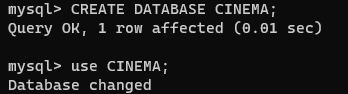 mysql> CREATE DATABASE CINEMA;
Query OK, 1 row affected (0.01 sec)
mysql> use CINEMA;
Database changed